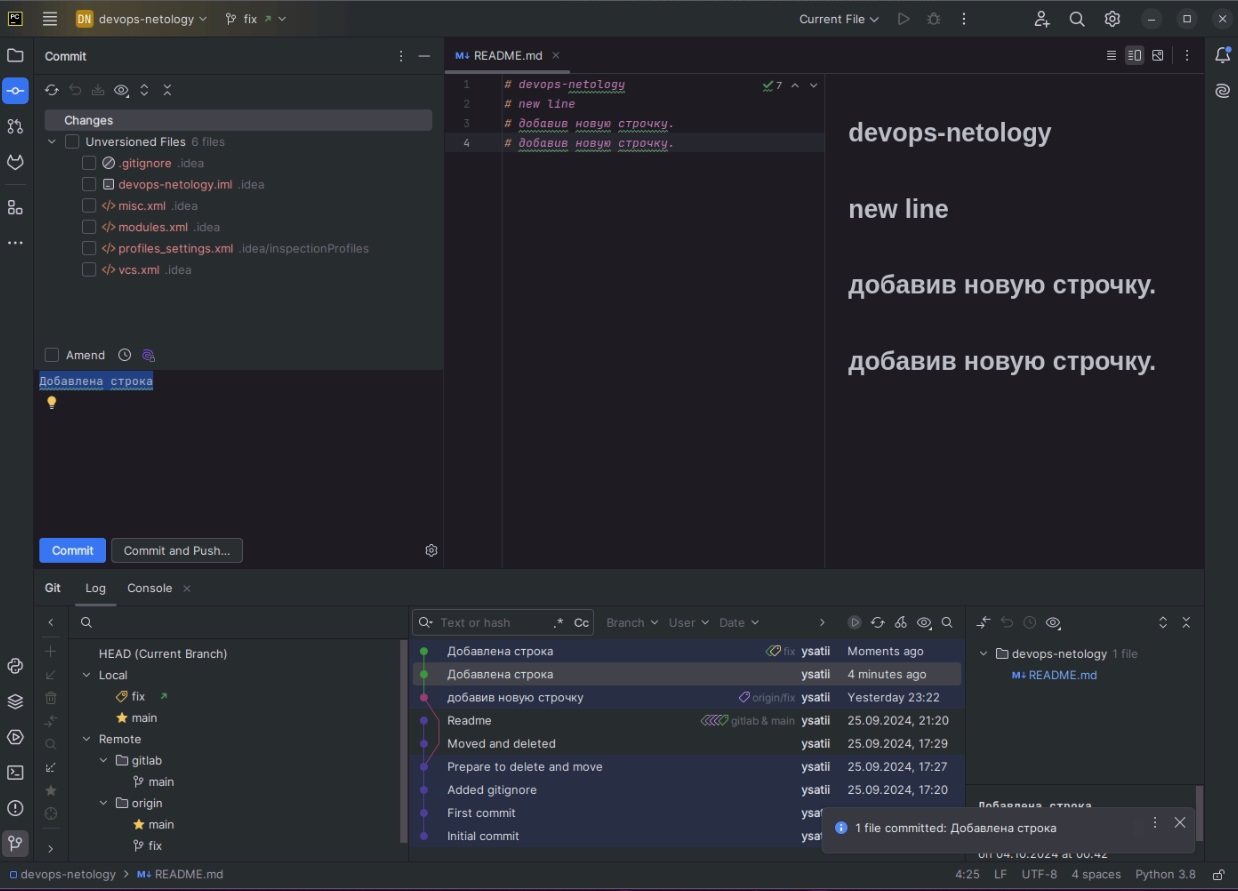 PC DN devops-netology fix Current File
Commit
Changes
Unversioned Files 6 files
.gitignore .idea
devops-netology.iml .idea
</> misc.xml .idea
</> modules.xml .idea
</> profiles_settings.xml .idea/inspectionProfiles
</> vcs.xml .idea
Amend
Добавлена строка
Commit Commit and Push...
M↓ README.md
7
1 # devops-netology
2 # new line
3 # добавив новую строчку.
4 # добавив новую строчку.
devops-netology
new line
добавив новую строчку.
добавив новую строчку.
Git Log Console
HEAD (Current Branch)
Local
fix
main
Remote
gitlab
main
origin
main
fix
Text or hash .* Cc Branch User Date
Добавлена строка fix ysatii Moments ago
Добавлена строка ysatii 4 minutes ago
добавив новую строчку origin/fix ysatii Yesterday 23:22
Readme gitlab & main ysatii 25.09.2024, 21:20
Moved and deleted ysatii 25.09.2024, 17:29
Prepare to delete and move ysatii 25.09.2024, 17:27
Added gitignore ysatii 25.09.2024, 17:20
First commit
Initial commit
devops-netology 1 file
M↓ README.md
Добавлена строка
1 file committed: Добавлена строка
on 04.10.2024 at 00:42
devops-netology > M↓ README.md
4:25 LF UTF-8 4 spaces Python 3.8